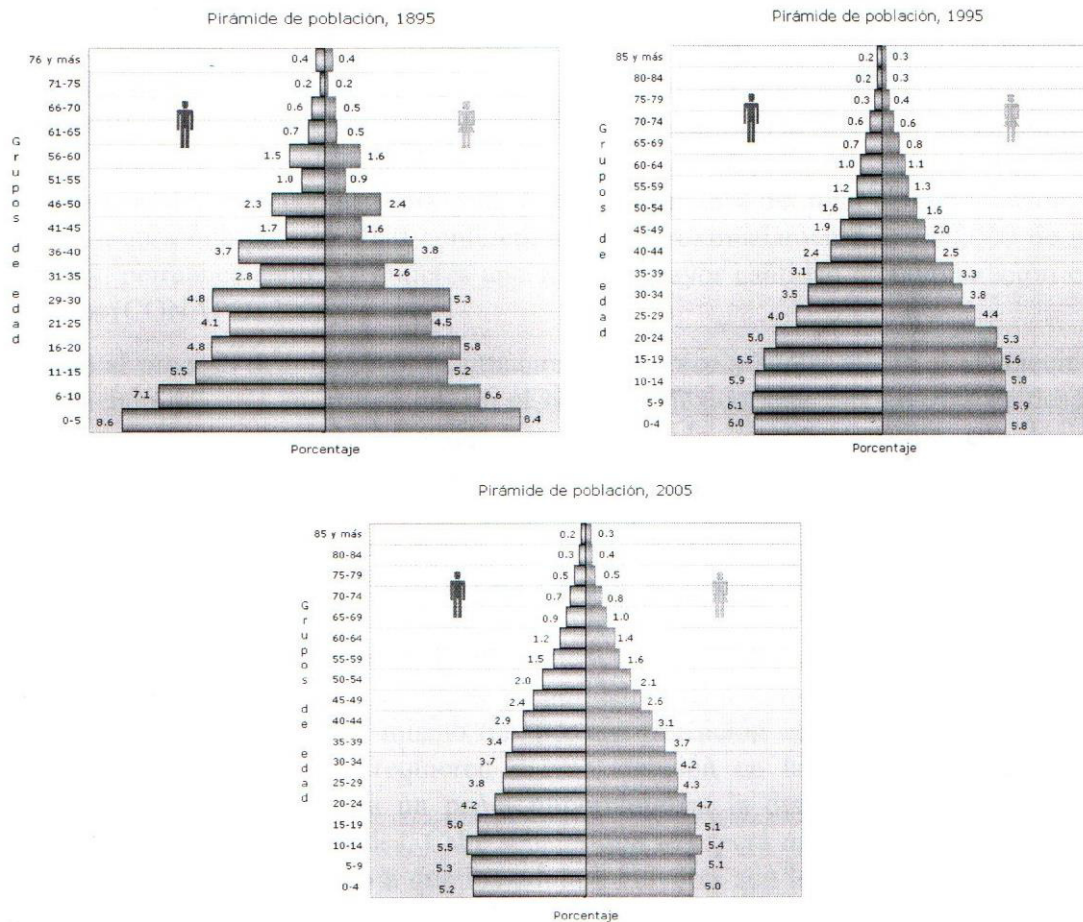 Pirámide de población, 1895
Grupos de edad
76 y más 0.4 0.4
71-75 0.2 0.2
66-70 0.6 0.5
61-65 0.7 0.5
56-60 1.5 1.6
51-55 1.0 0.9
46-50 2.3 2.4
41-45 1.7 1.6
36-40 3.7 3.8
31-35 2.8 2.6
29-30 4.8 5.3
21-25 4.1 4.5
16-20 4.8 5.8
11-15 5.5 5.2
6-10 7.1 6.6
0-5 8.6 8.4
Porcentaje
Pirámide de población, 1995
Grupos de edad
85 y más 0.2 0.3
80-84 0.2 0.3
75-79 0.3 0.4
70-74 0.6 0.6
65-69 0.7 0.8
60-64 1.0 1.1
55-59 1.2 1.3
50-54 1.6 1.6
45-49 1.9 2.0
40-44 2.4 2.5
35-39 3.1 3.3
30-34 3.5 3.8
25-29 4.0 4.4
20-24 5.0 5.3
15-19 5.5 5.6
10-14 5.9 5.8
5-9 6.1 5.9
0-4 6.0 5.8
Porcentaje
Pirámide de población, 2005
Grupos de edad
85 y más 0.2 0.3
80-84 0.3 0.4
75-79 0.5 0.5
70-74 0.7 0.8
65-69 0.9 1.0
60-64 1.2 1.4
55-59 1.5 1.6
50-54 2.0 2.1
45-49 2.4 2.6
40-44 2.9 3.1
35-39 3.4 3.7
30-34 3.7 4.2
25-29 3.8 4.3
20-24 4.2 4.7
15-19 5.0 5.1
10-14 5.5 5.4
5-9 5.3 5.1
0-4 5.2 5.0
Porcentaje